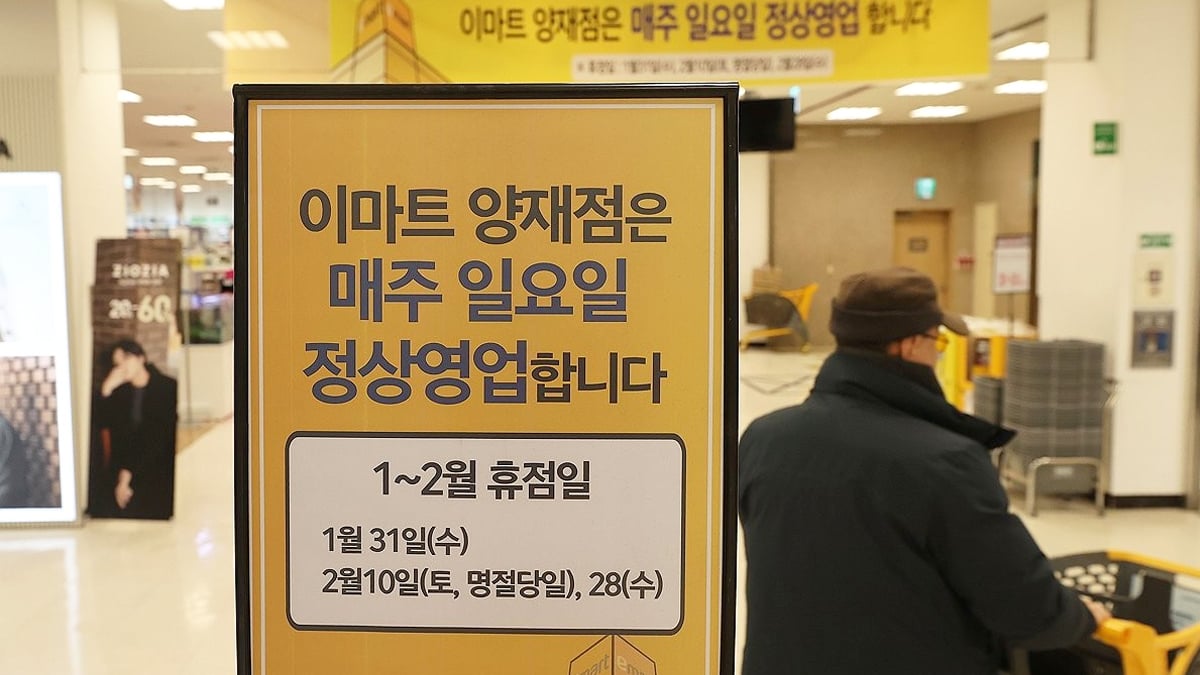 이마트 양재점은 매주 일요일 정상영업 합니다
이마트 양재점은
매주 일요일
정상영업합니다
1~2월 휴점일
1월 31일(수)
2월10일(토, 명절당일), 28(수)
ZIOZIA
20~60